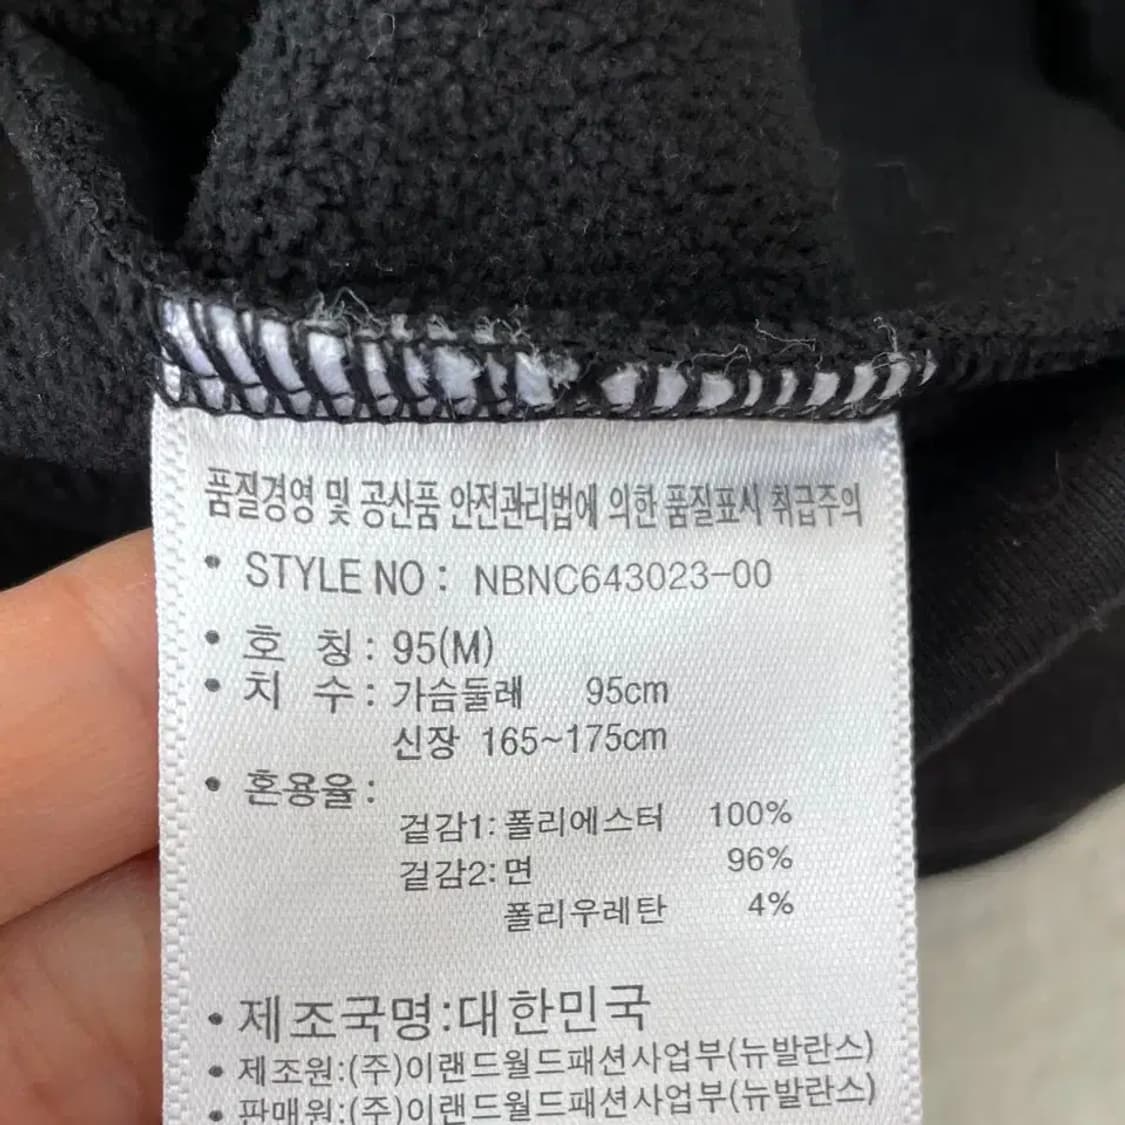 품질경영 및 공산품 안전관리법에 의한 품질표시 취급주의
• STYLE NO : NBNC643023-00
• 호 칭 : 95(M)
• 치 수 : 가슴둘레 95cm
신장 165~175cm
• 혼용율 :
겉감1: 폴리에스터 100%
겉감2: 면 96%
폴리우레탄 4%
• 제조국명:대한민국
• 제조원:(주)이랜드월드패션사업부(뉴발란스)
• 판매원:(주)이랜드월드패션사업부(뉴발란스)